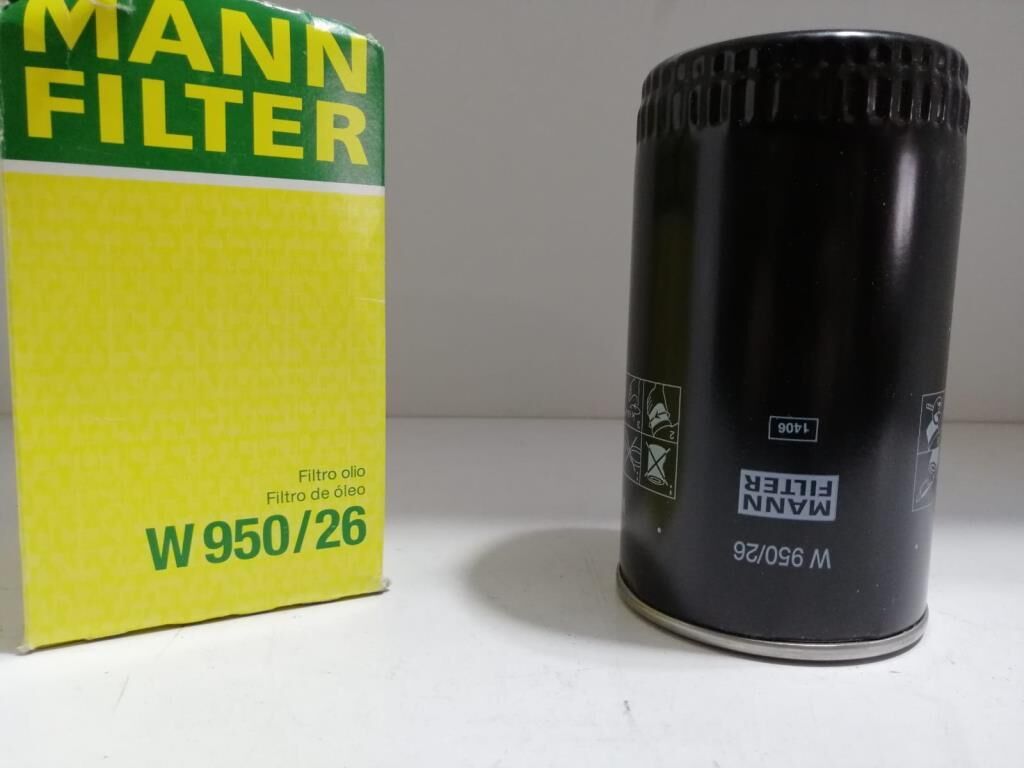 MANN
FILTER
Filtro olio
Filtro de óleo
W 950/26
1406
MANN
FILTER
W 950/26